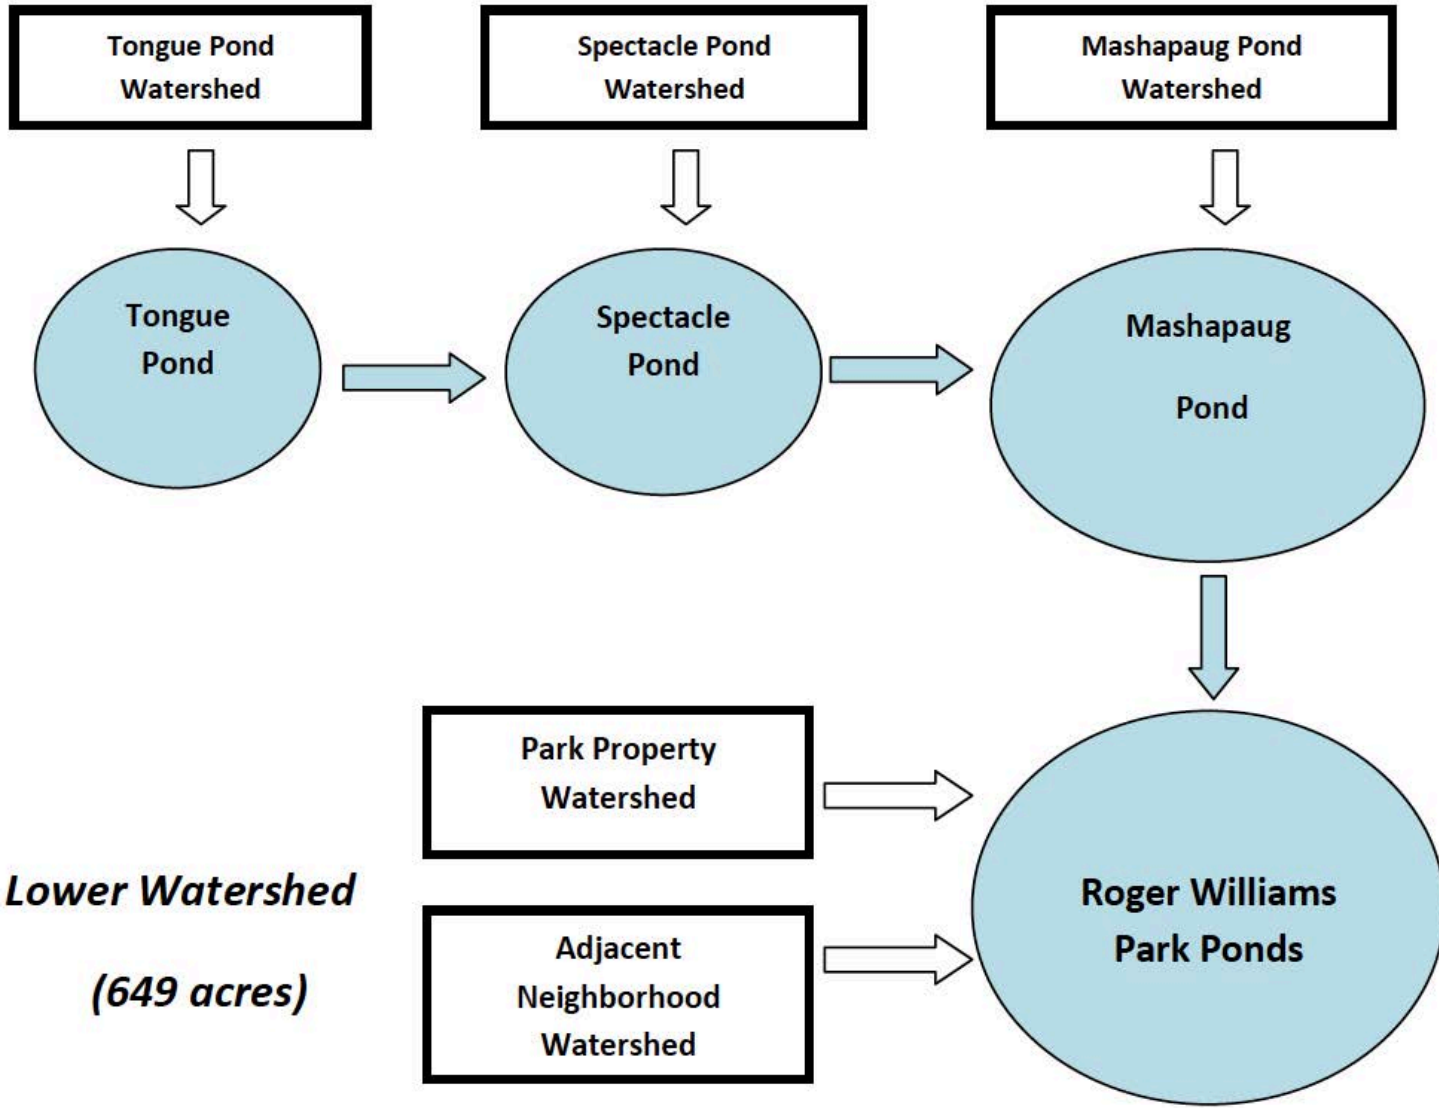 Tongue Pond
Watershed
Spectacle Pond
Watershed
Mashapaug Pond
Watershed
Tongue
Pond
Spectacle
Pond
Mashapaug
Pond
Park Property
Watershed
Lower Watershed
(649 acres)
Adjacent
Neighborhood
Watershed
Roger Williams
Park Ponds